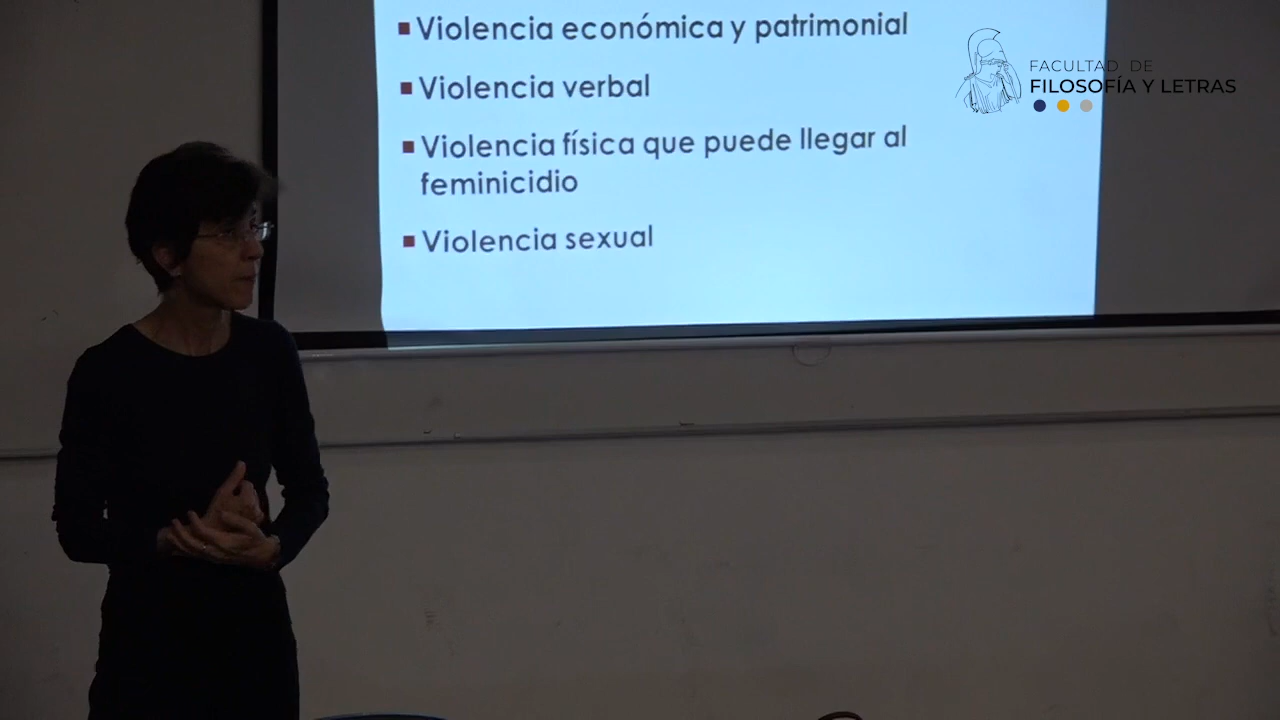 Violencia económica y patrimonial
Violencia verbal
Violencia física que puede llegar al
feminicidio
Violencia sexual
FACULTAD DE
FILOSOFÍA Y LETRAS